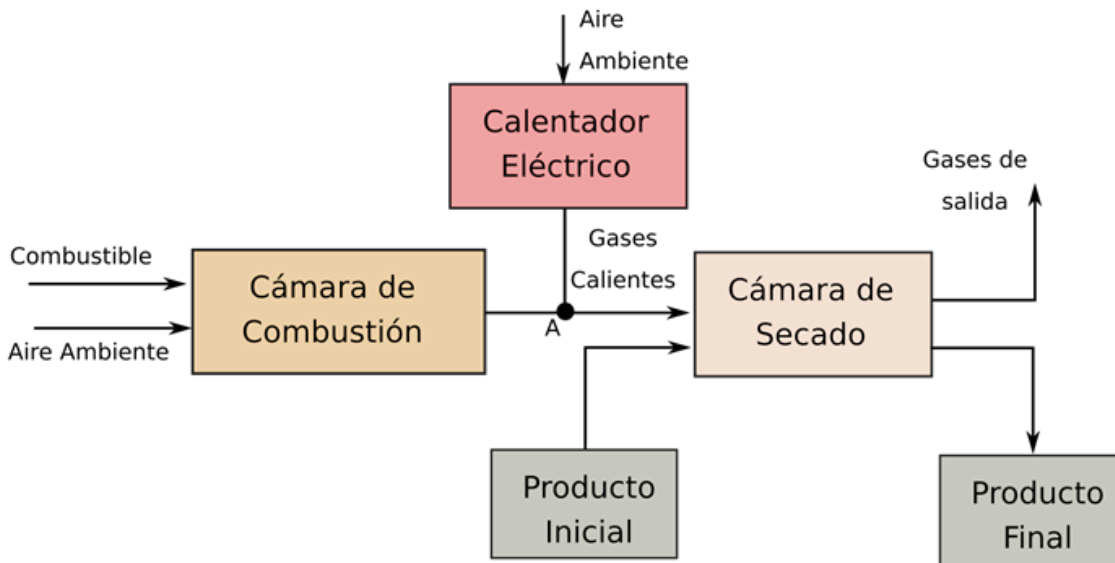 Aire
Ambiente
Calentador
Eléctrico
Gases de
salida
Gases
Calientes
Combustible
Cámara de
Combustión
Aire Ambiente
A
Cámara de
Secado
Producto
Inicial
Producto
Final